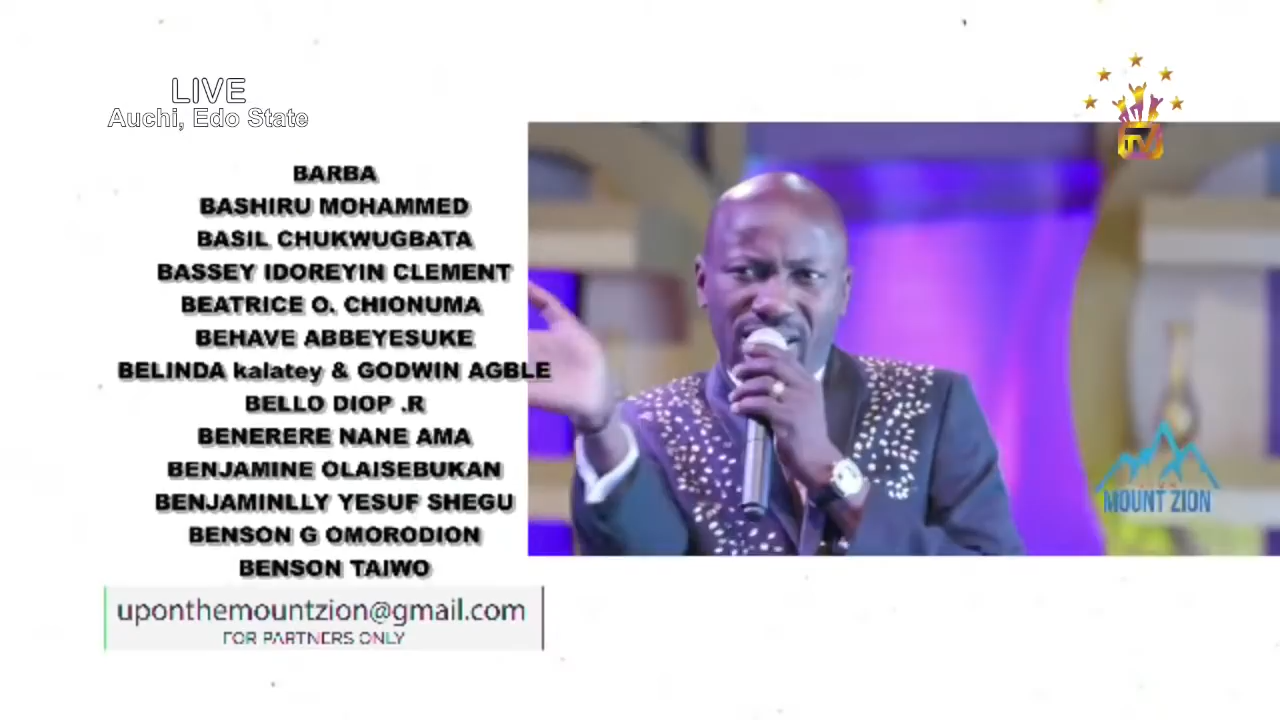 LIVE
Auchi, Edo State
TV
BARBA
BASHIRU MOHAMMED
BASIL CHUKWUGBATA
BASSEY IDOREYIN CLEMENT
BEATRICE O. CHIONUMA
BEHAVE ABBEYESUKE
BELINDA kalatey & GODWIN AGBLE
BELLO DIOP .R
BENERERE NANE AMA
BENJAMINE OLAISEBUKAN
BENJAMINLLY YESUF SHEGU
BENSON G OMORODION
BENSON TAIWO
MOUNT ZION
uponthemountzion@gmail.com
FOR PARTNERS ONLY